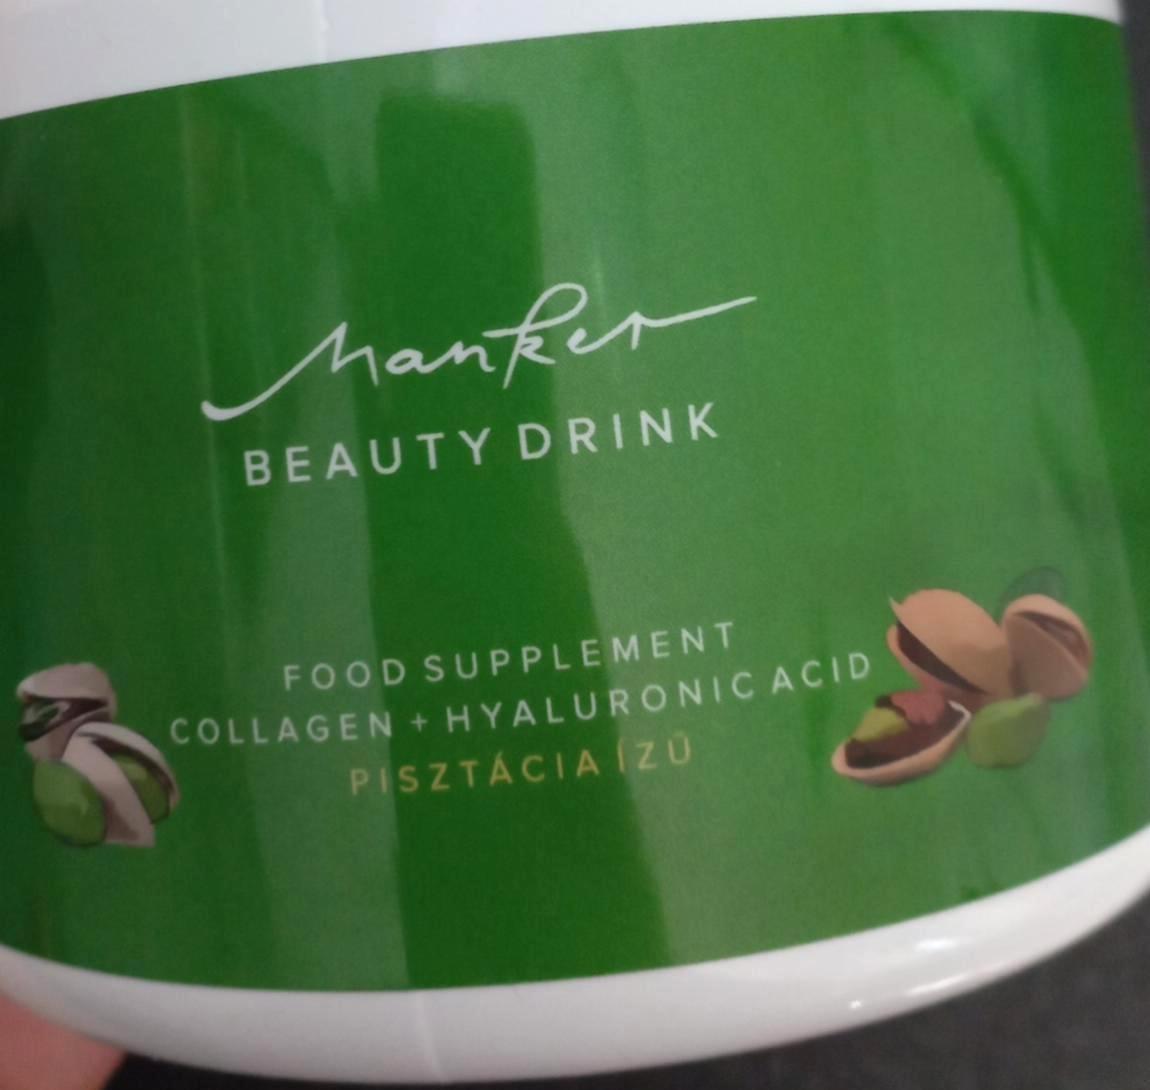 Manker
BEAUTY DRINK
FOOD SUPPLEMENT
COLLAGEN + HYALURONIC ACID
PISZTÁCIA ÍZŰ